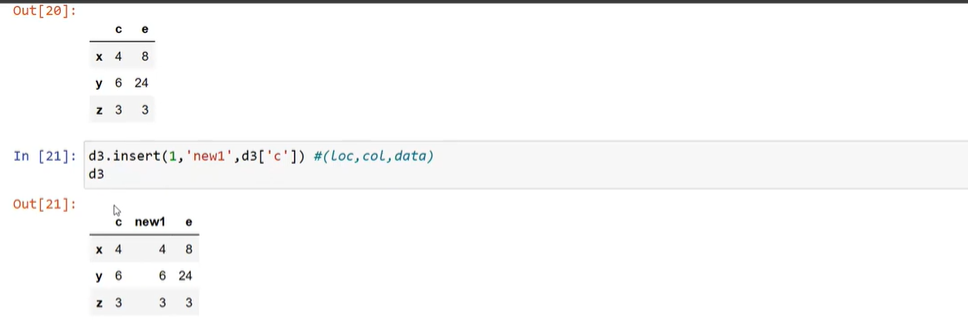 Out[20]:
c e
x 4 8
y 6 24
z 3 3
In [21]: d3.insert(1,'new1',d3['c']) #(loc,col,data)
d3
Out[21]:
c new1 e
x 4 4 8
y 6 6 24
z 3 3 3